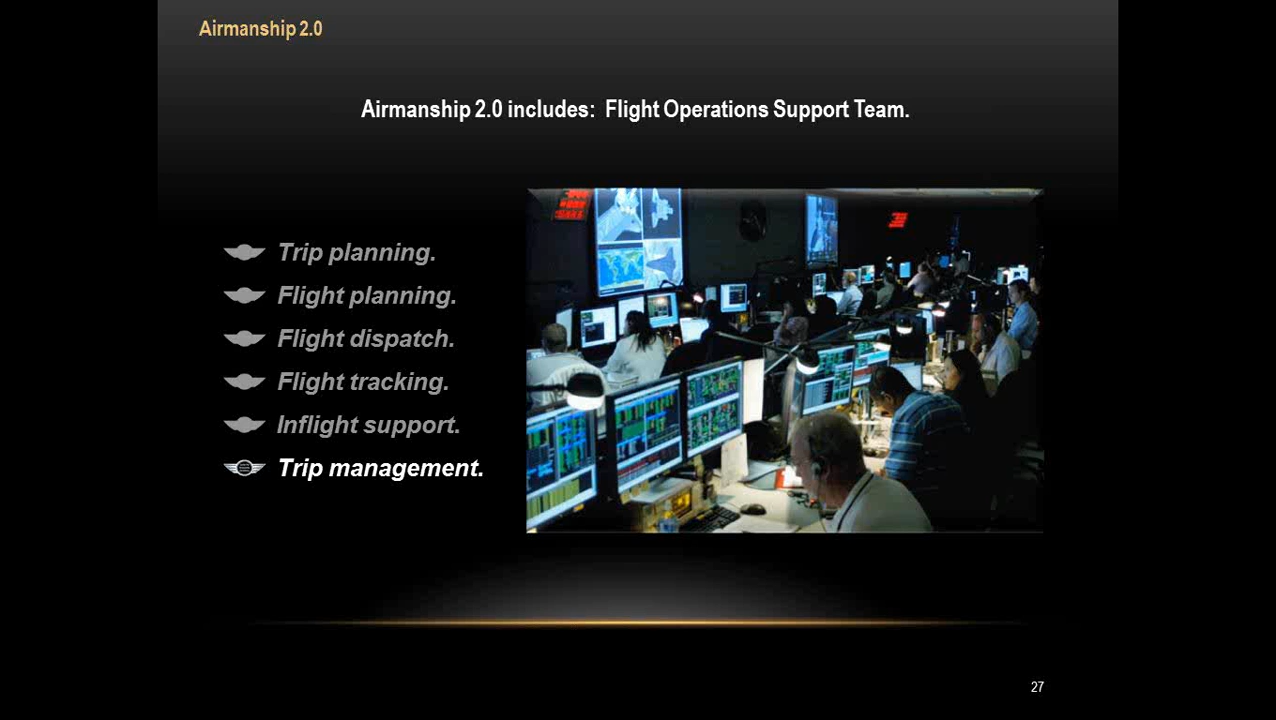 Airmanship 2.0
Airmanship 2.0 includes: Flight Operations Support Team.
Trip planning.
Flight planning.
Flight dispatch.
Flight tracking.
Inflight support.
Trip management.
27